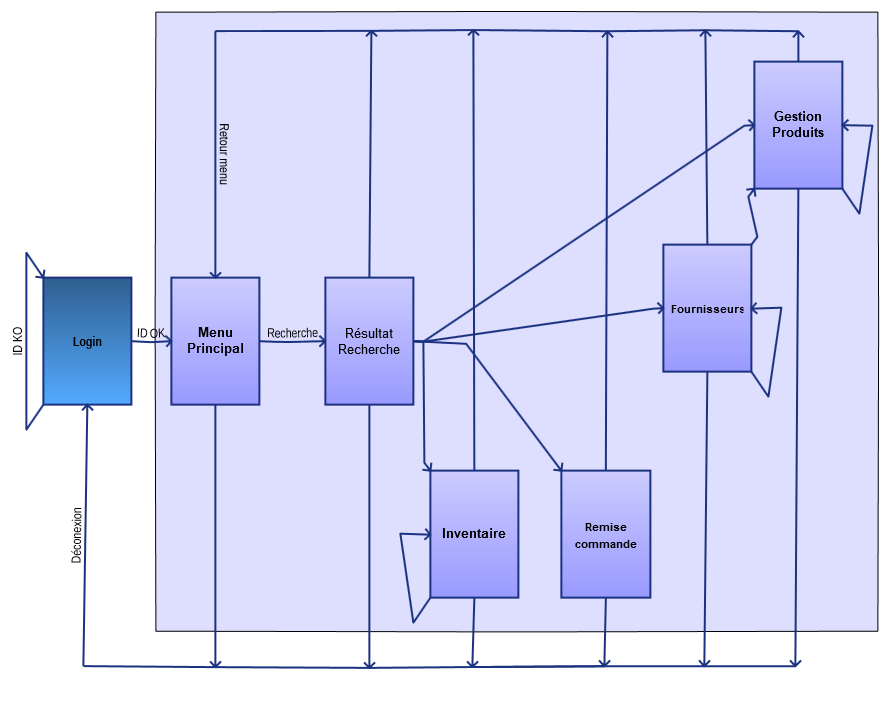 Gestion
Produits
Retour menu
Fournisseurs
ID KO
Login
ID OK
Menu
Principal
Recherche
Résultat
Recherche
Déconexion
Inventaire
Remise
commande